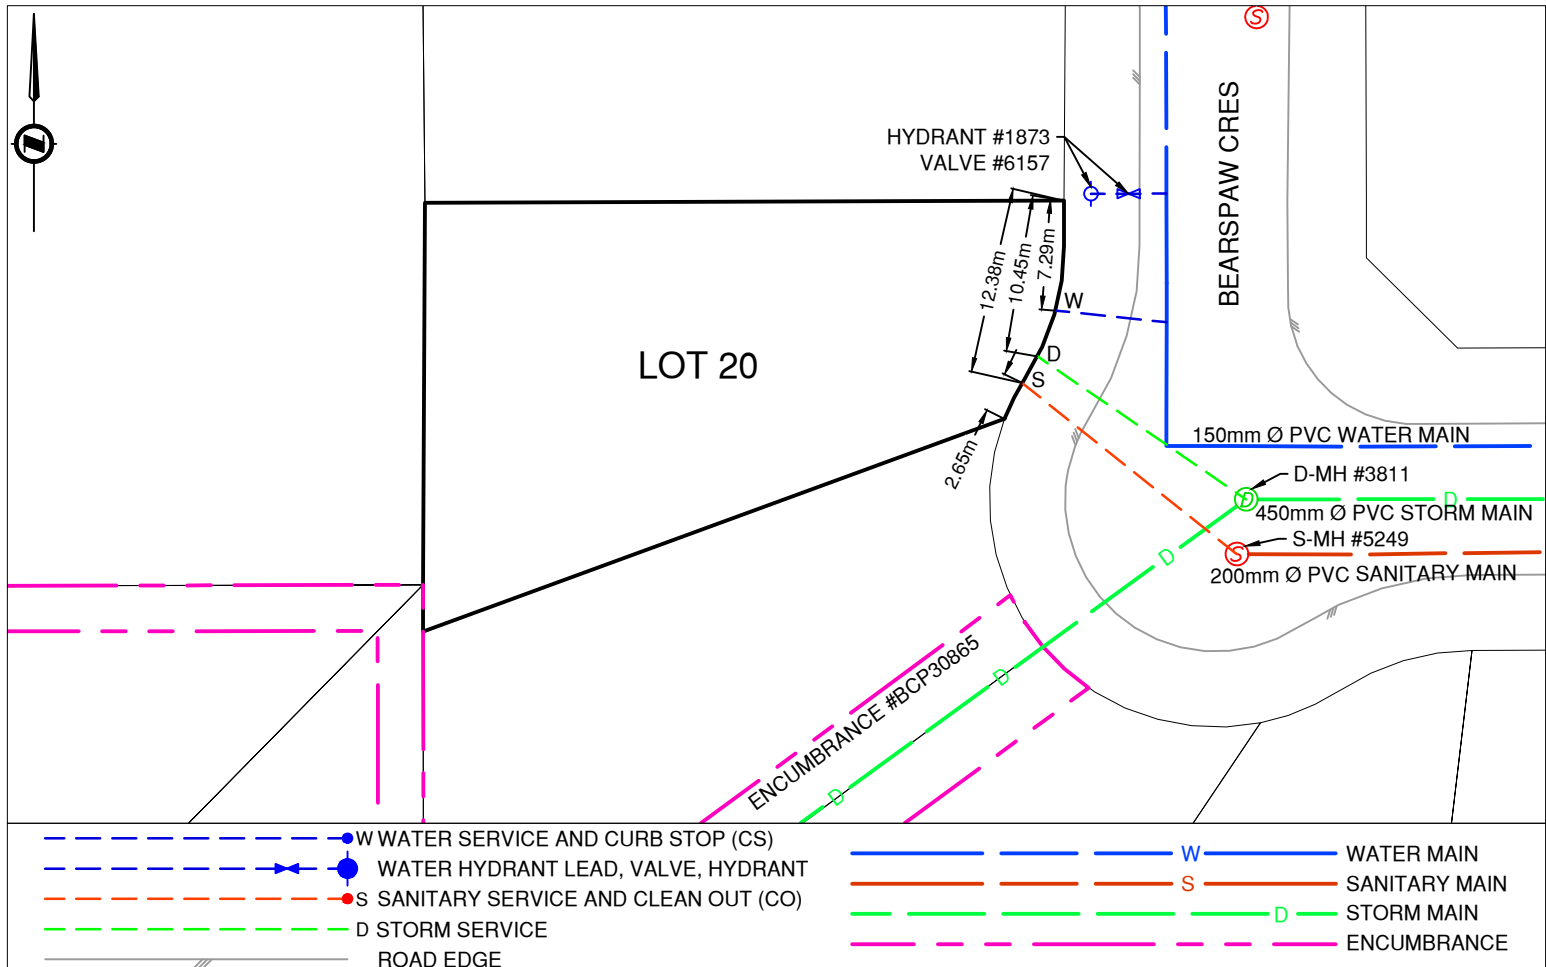 S
N
HYDRANT #1873
VALVE #6157
BEARSPAW CRES
12.38m
10.45m
7.29m
W
D
S
LOT 20
2.65m
150mm Ø PVC WATER MAIN
D-MH #3811
D
D
450mm Ø PVC STORM MAIN
S-MH #5249
S
D
200mm Ø PVC SANITARY MAIN
ENCUMBRANCE #BCP30865
D
D
W WATER SERVICE AND CURB STOP (CS)
WATER HYDRANT LEAD, VALVE, HYDRANT
S SANITARY SERVICE AND CLEAN OUT (CO)
D STORM SERVICE
ROAD EDGE
W WATER MAIN
S SANITARY MAIN
D STORM MAIN
ENCUMBRANCE